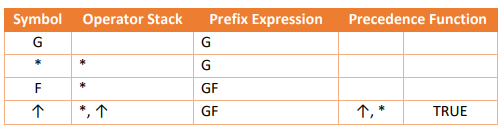 Symbol Operator Stack Prefix Expression Precedence Function
G G
* * G
F * GF
↑ *, ↑ GF ↑, * TRUE